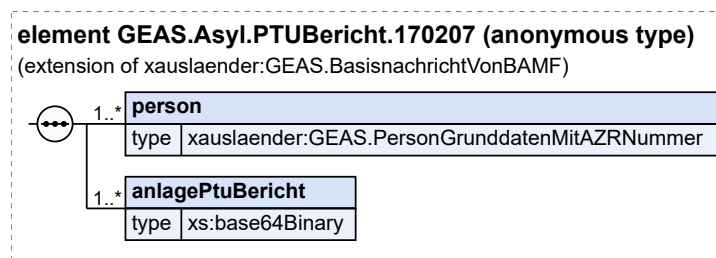 element GEAS.Asyl.PTUBericht.170207 (anonymous type)
(extension of xauslaender:GEAS.BasisnachrichtVonBAMF)
1..* person
type xauslaender:GEAS.PersonGrunddatenMitAZRNummer
1..* anlagePtuBericht
type xs:base64Binary